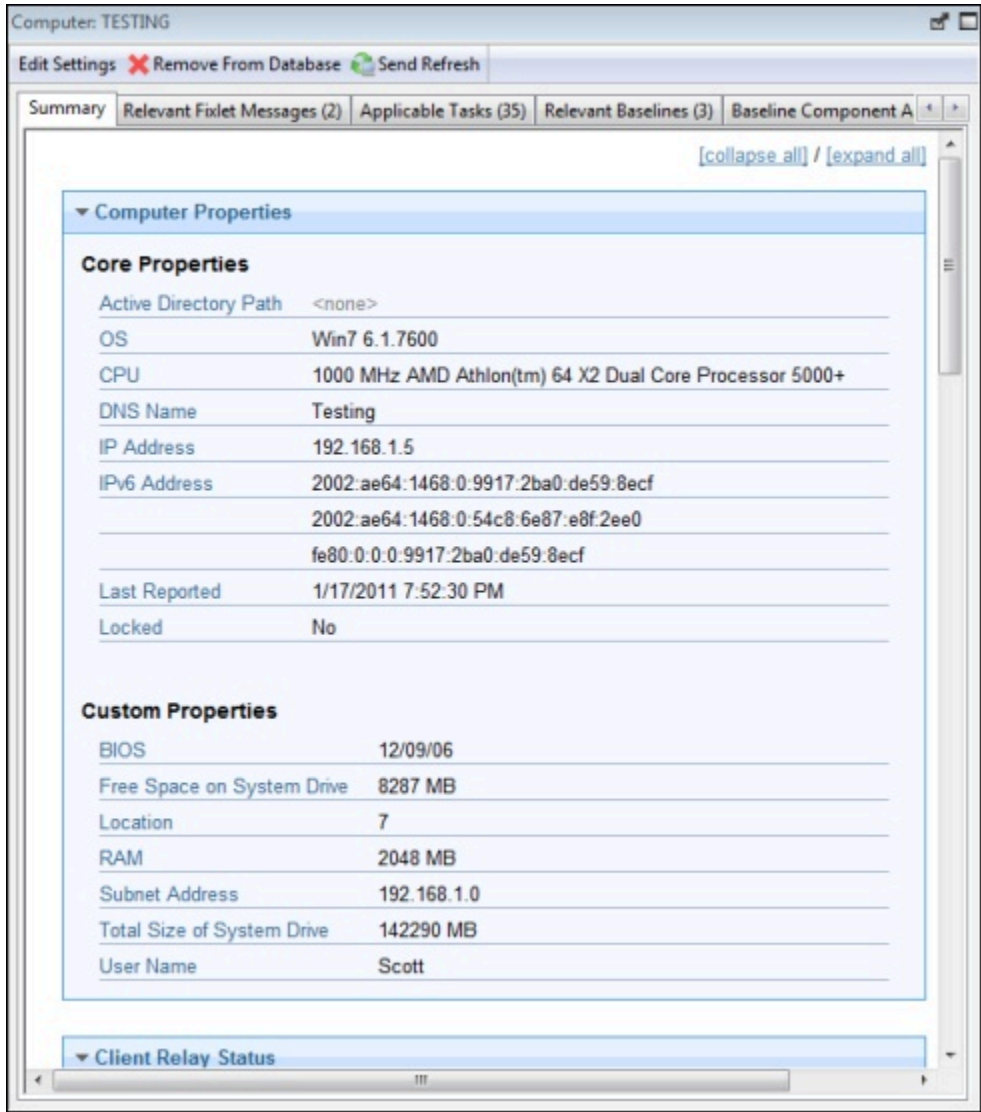 Computer: TESTING
Edit Settings Remove From Database Send Refresh
Summary Relevant Fixlet Messages (2) Applicable Tasks (35) Relevant Baselines (3) Baseline Component A
[collapse all] / [expand all]
Computer Properties
Core Properties
Active Directory Path <none>
OS Win7 6.1.7600
CPU 1000 MHz AMD Athlon(tm) 64 X2 Dual Core Processor 5000+
DNS Name Testing
IP Address 192.168.1.5
IPv6 Address 2002:ae64:1468:0:9917:2ba0:de59:8ecf
2002:ae64:1468:0:54c8:6e87:e8f:2ee0
fe80:0:0:0:9917:2ba0:de59:8ecf
Last Reported 1/17/2011 7:52:30 PM
Locked No
Custom Properties
BIOS 12/09/06
Free Space on System Drive 8287 MB
Location 7
RAM 2048 MB
Subnet Address 192.168.1.0
Total Size of System Drive 142290 MB
User Name Scott
Client Relay Status